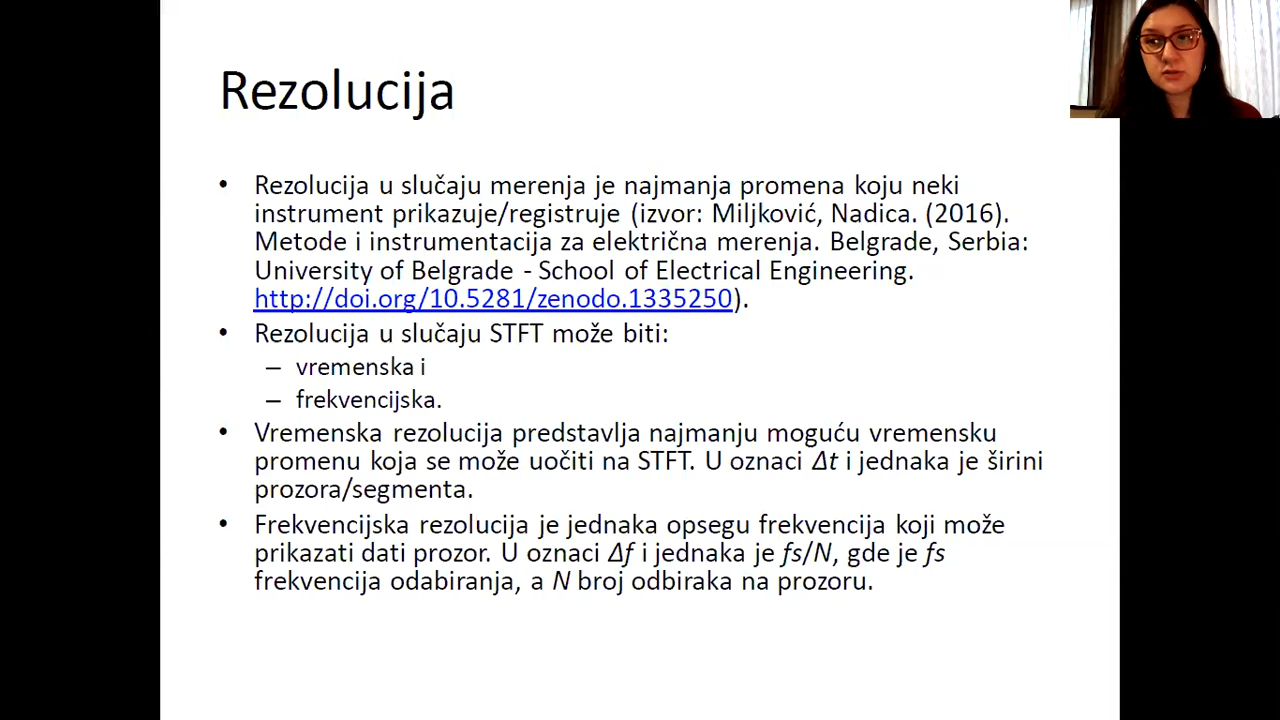 Rezolucija
• Rezolucija u slučaju merenja je najmanja promena koju neki
instrument prikazuje/registruje (izvor: Miljković, Nadica. (2016).
Metode i instrumentacija za električna merenja. Belgrade, Serbia:
University of Belgrade - School of Electrical Engineering.
http://doi.org/10.5281/zenodo.1335250).
• Rezolucija u slučaju STFT može biti:
– vremenska i
– frekvencijska.
• Vremenska rezolucija predstavlja najmanju moguću vremensku
promenu koja se može uočiti na STFT. U oznaci Δt i jednaka je širini
prozora/segmenta.
• Frekvencijska rezolucija je jednaka opsegu frekvencija koji može
prikazati dati prozor. U oznaci Δf i jednaka je fs/N, gde je fs
frekvencija odabiranja, a N broj odbiraka na prozoru.